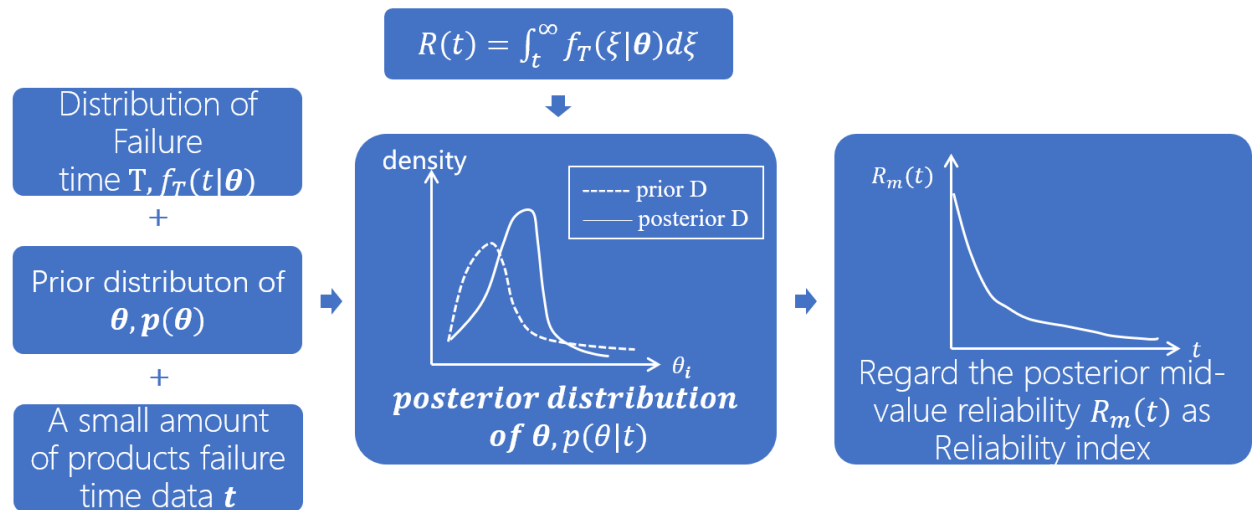 R(t) = ∫_t^∞ f_T(ξ|θ)dξ
Distribution of
Failure
time T, f_T(t|θ)
+
Prior distributon of
θ, p(θ)
+
A small amount
of products failure
time data t
density
prior D
posterior D
θ_i
posterior distribution
of θ, p(θ|t)
R_m(t)
t
Regard the posterior mid-
value reliability R_m(t) as
Reliability index